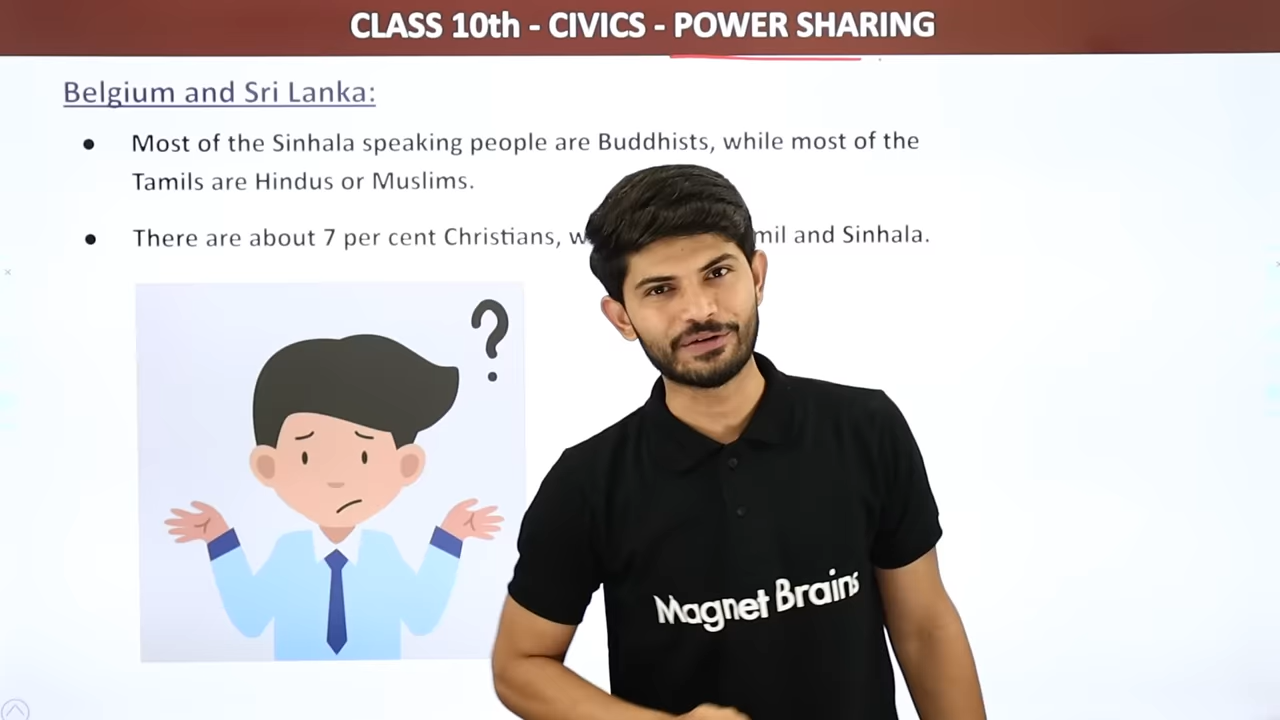 CLASS 10th - CIVICS - POWER SHARING
Belgium and Sri Lanka:
● Most of the Sinhala speaking people are Buddhists, while most of the
Tamils are Hindus or Muslims.
● There are about 7 per cent Christians, and Sinhala.
?
Magnet Brains